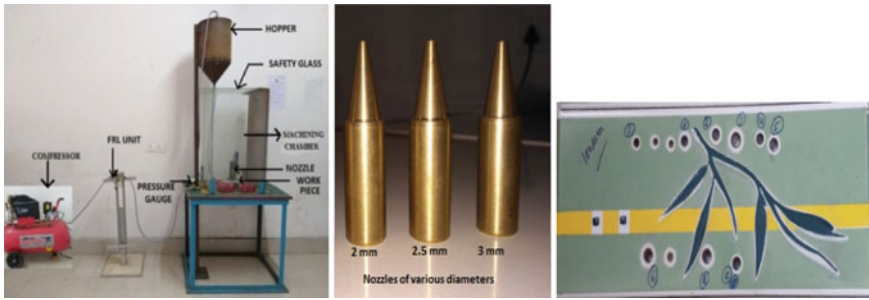 HOPPER
SAFETY GLASS
MACHINING
CHAMBER
FRL UNIT
COMPRESSOR
NOZZLE
PRESSURE
GAUGE
WORK
PIECE
2 mm
2.5 mm
3 mm
Nozzles of various diameters